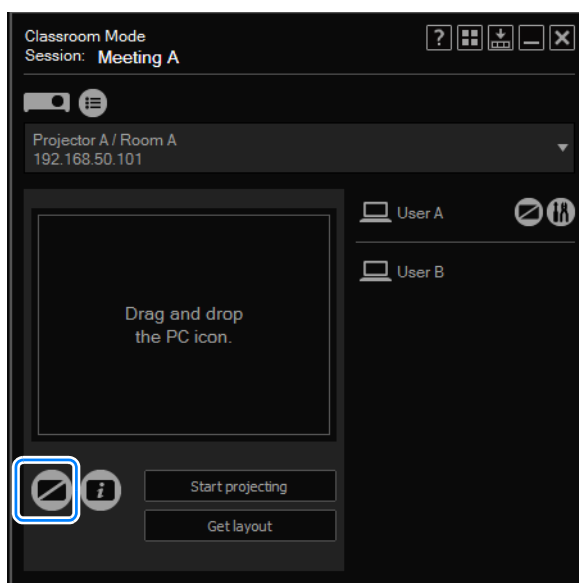 Classroom Mode
Session: Meeting A
Projector A / Room A
192.168.50.101
User A
User B
Drag and drop
the PC icon.
Start projecting
Get layout